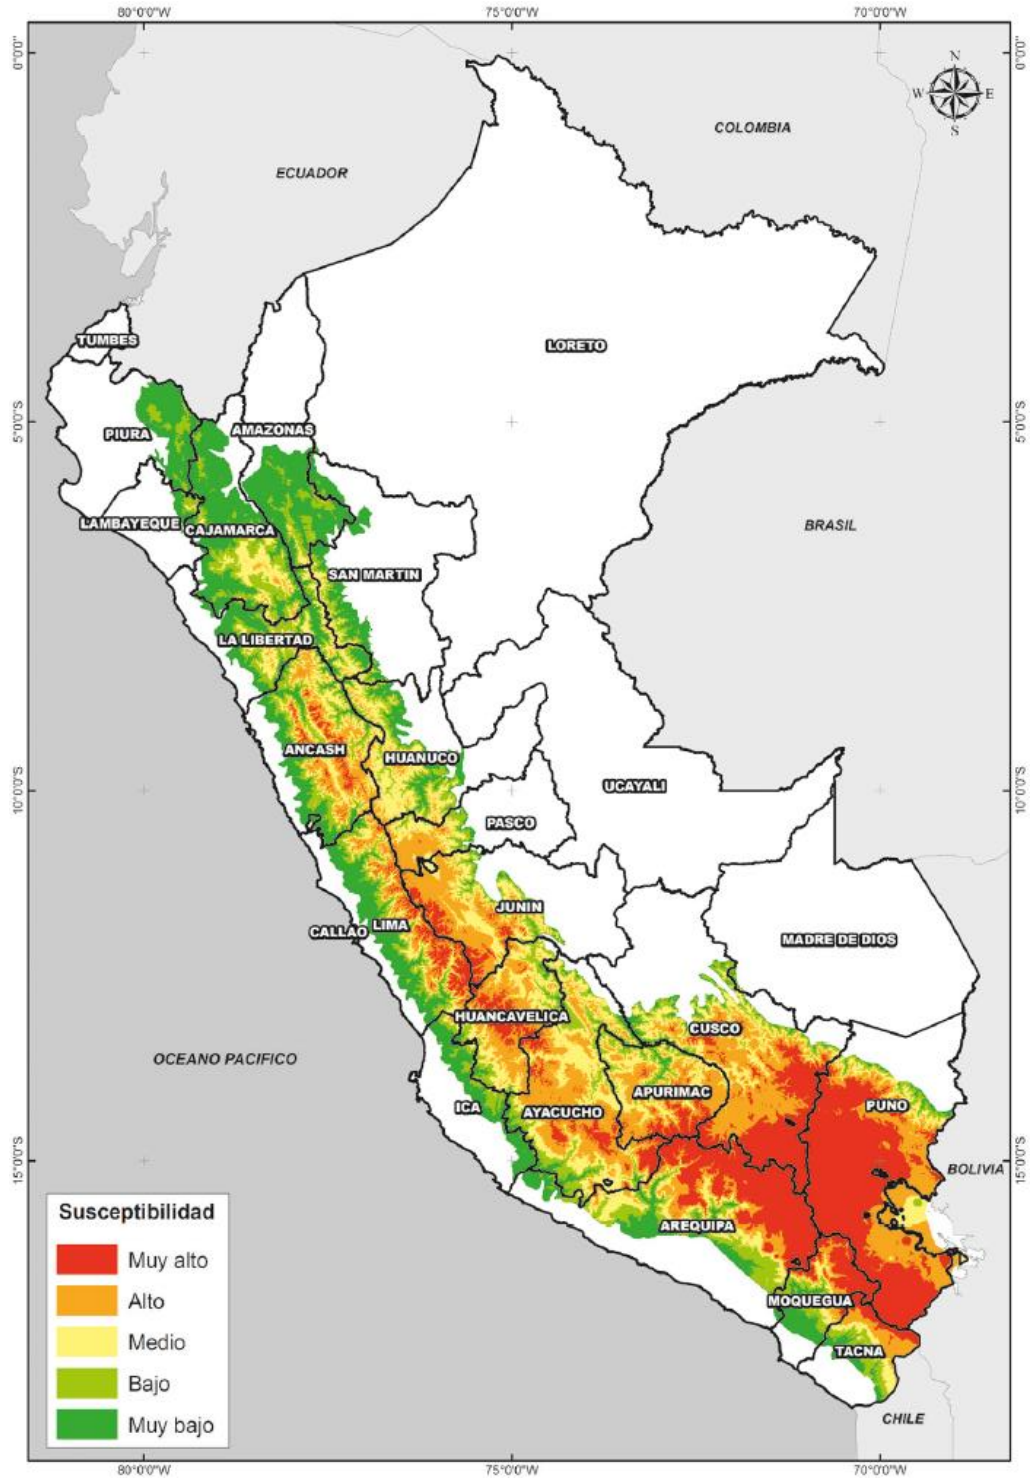 80°0'0"W 75°0'0"W 70°0'0"W
0°0'0" 0°0'0"
N
W E
S
COLOMBIA
ECUADOR
TUMBES
LORETO
5°0'0"S 5°0'0"S
PIURA
AMAZONAS
LAMBAYEQUE
CAJAMARCA
BRASIL
SAN MARTIN
LA LIBERTAD
ANCASH
HUANUCO
10°0'0"S 10°0'0"S
UCAYALI
PASCO
JUNIN
CALLAO
LIMA
MADRE DE DIOS
HUANCAVELICA
CUSCO
OCEANO PACIFICO
APURIMAC
ICA
AYACUCHO
PUNO
15°0'0"S 15°0'0"S
BOLIVIA
AREQUIPA
MOQUEGUA
TACNA
CHILE
Susceptibilidad
Muy alto
Alto
Medio
Bajo
Muy bajo
80°0'0"W 75°0'0"W 70°0'0"W